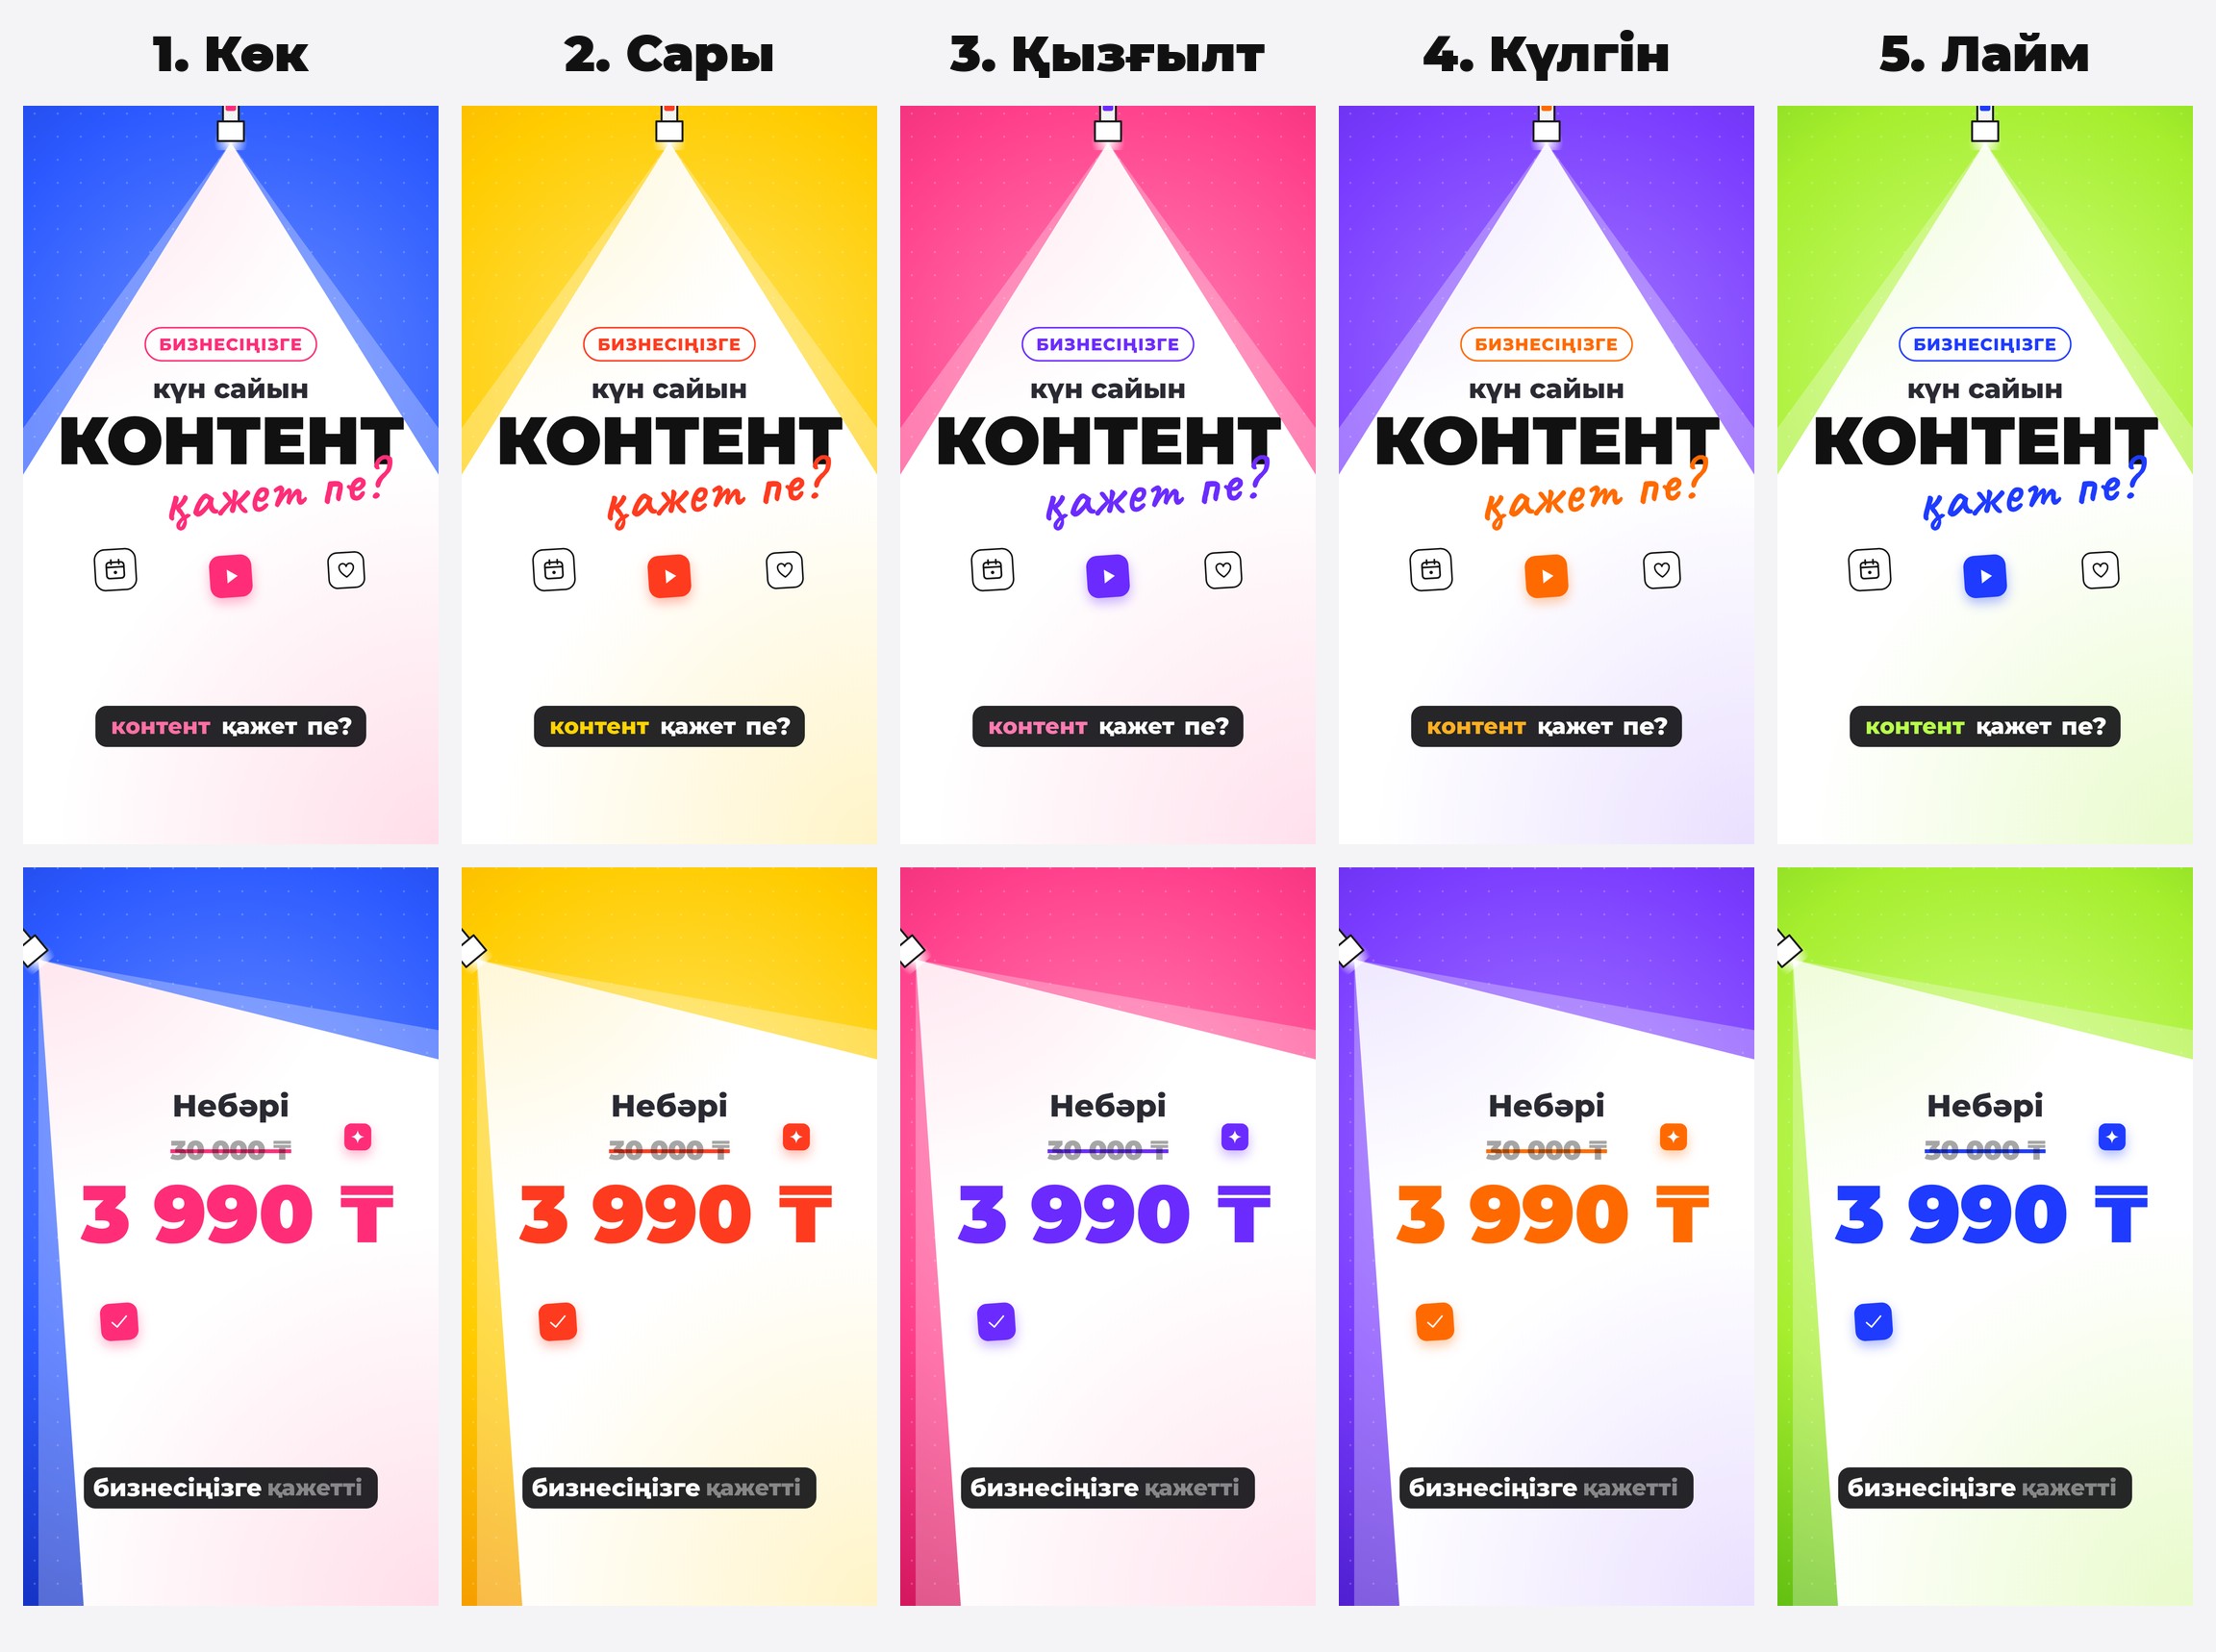 1. Көк
2. Сары
3. Қызғылт
4. Күлгін
5. Лайм
БИЗНЕСІҢІЗГЕ
күн сайын
КОНТЕНТ
қажет пе?
контент қажет пе?
БИЗНЕСІҢІЗГЕ
күн сайын
КОНТЕНТ
қажет пе?
контент қажет пе?
БИЗНЕСІҢІЗГЕ
күн сайын
КОНТЕНТ
қажет пе?
контент қажет пе?
БИЗНЕСІҢІЗГЕ
күн сайын
КОНТЕНТ
қажет пе?
контент қажет пе?
БИЗНЕСІҢІЗГЕ
күн сайын
КОНТЕНТ
қажет пе?
контент қажет пе?
Небәрі
30 000 ₸
3 990 ₸
бизнесіңізге қажетті
Небәрі
30 000 ₸
3 990 ₸
бизнесіңізге қажетті
Небәрі
30 000 ₸
3 990 ₸
бизнесіңізге қажетті
Небәрі
30 000 ₸
3 990 ₸
бизнесіңізге қажетті
Небәрі
30 000 ₸
3 990 ₸
бизнесіңізге қажетті